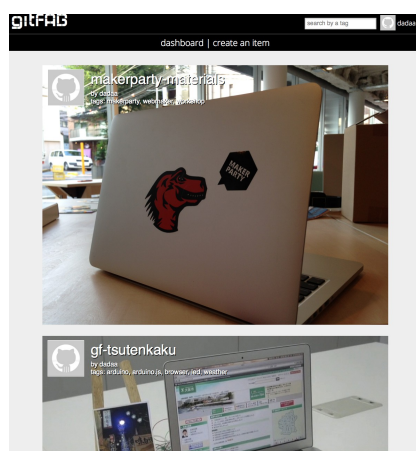 gitFAB
search by a tag
dadaa
dashboard | create an item
makerparty-materials
by dadaa
tags: makerparty, webmaker, workshop
MAKER
PARTY
gf-tsutenkaku
by dadaa
tags: arduino, arduino.js, browser, led, weather